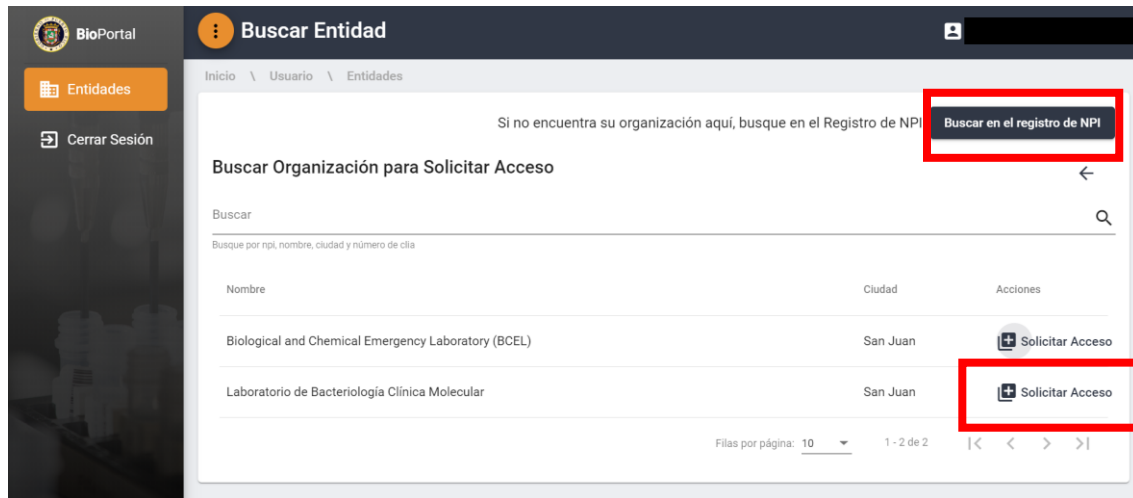 BioPortal
Buscar Entidad
Entidades
Cerrar Sesión
Inicio \ Usuario \ Entidades
Si no encuentra su organización aquí, busque en el Registro de NPI
Buscar en el registro de NPI
Buscar Organización para Solicitar Acceso
Buscar
Busque por npi, nombre, ciudad y número de clia
Nombre Ciudad Acciones
Biological and Chemical Emergency Laboratory (BCEL) San Juan Solicitar Acceso
Laboratorio de Bacteriología Clínica Molecular San Juan Solicitar Acceso
Filas por página: 10 1 - 2 de 2